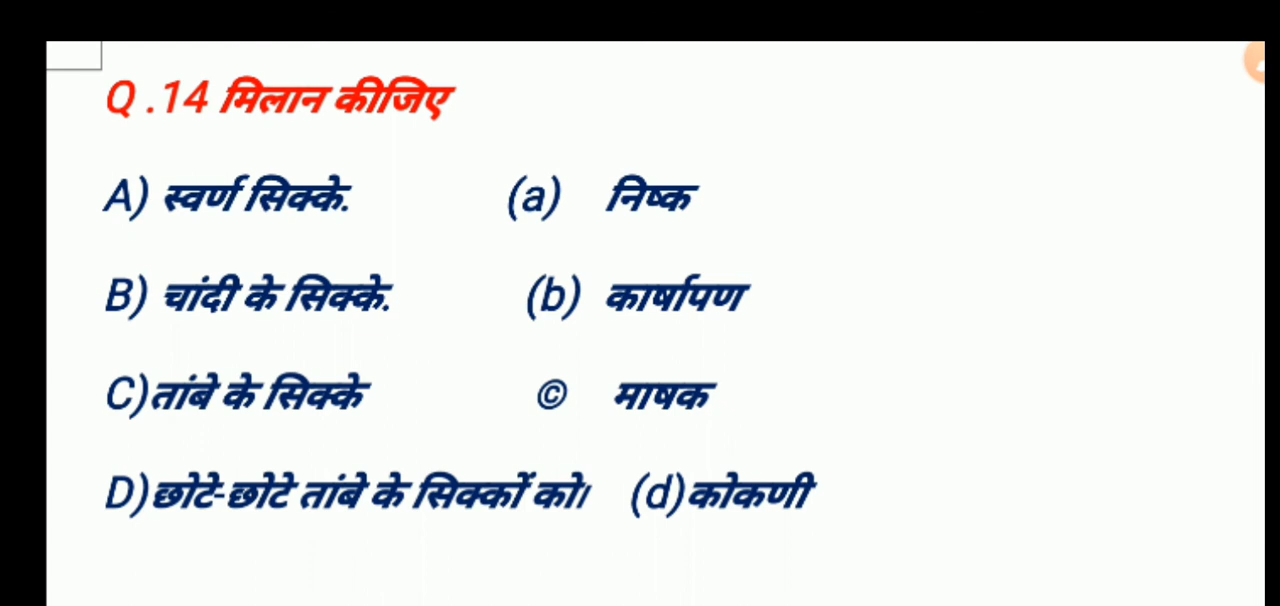 Q .14 मिलान कीजिए
A) स्वर्ण सिक्के. (a) निष्क
B) चांदी के सिक्के. (b) कार्षापण
C)तांबे के सिक्के © माषक
D)छोटे-छोटे तांबे के सिक्कों को। (d)कोकणी